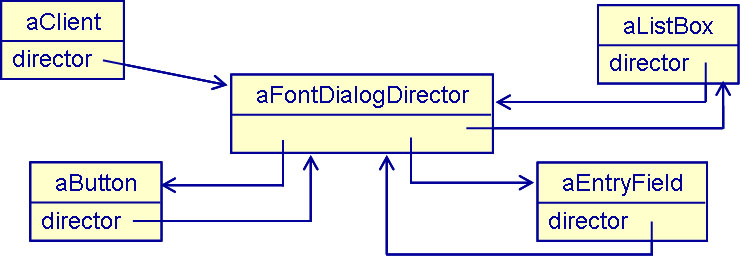 aClient
director
aListBox
director
aFontDialogDirector
aButton
director
aEntryField
director